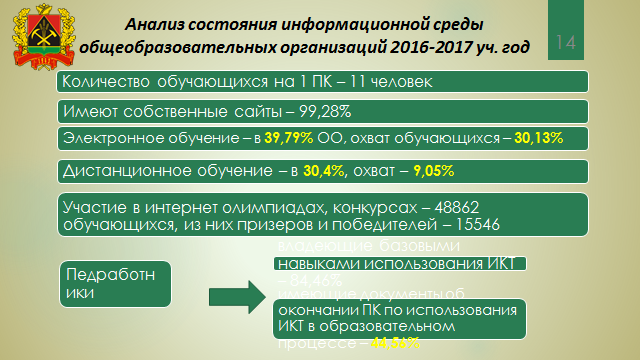 Анализ состояния информационной среды
общеобразовательных организаций 2016-2017 уч. год
14
Количество обучающихся на 1 ПК – 11 человек
Имеют собственные сайты – 99,28%
Электронное обучение – в 39,79% ОО, охват обучающихся – 30,13%
Дистанционное обучение – в 30,4%, охват – 9,05%
Участие в интернет олимпиадах, конкурсах – 48862
обучающихся, из них призеров и победителей – 15546
Педработн
ики
владеющие базовыми
навыками использования ИКТ
– 84,46%
имеющие документы об
окончании ПК по использования
ИКТ в образовательном
процессе – 44,56%